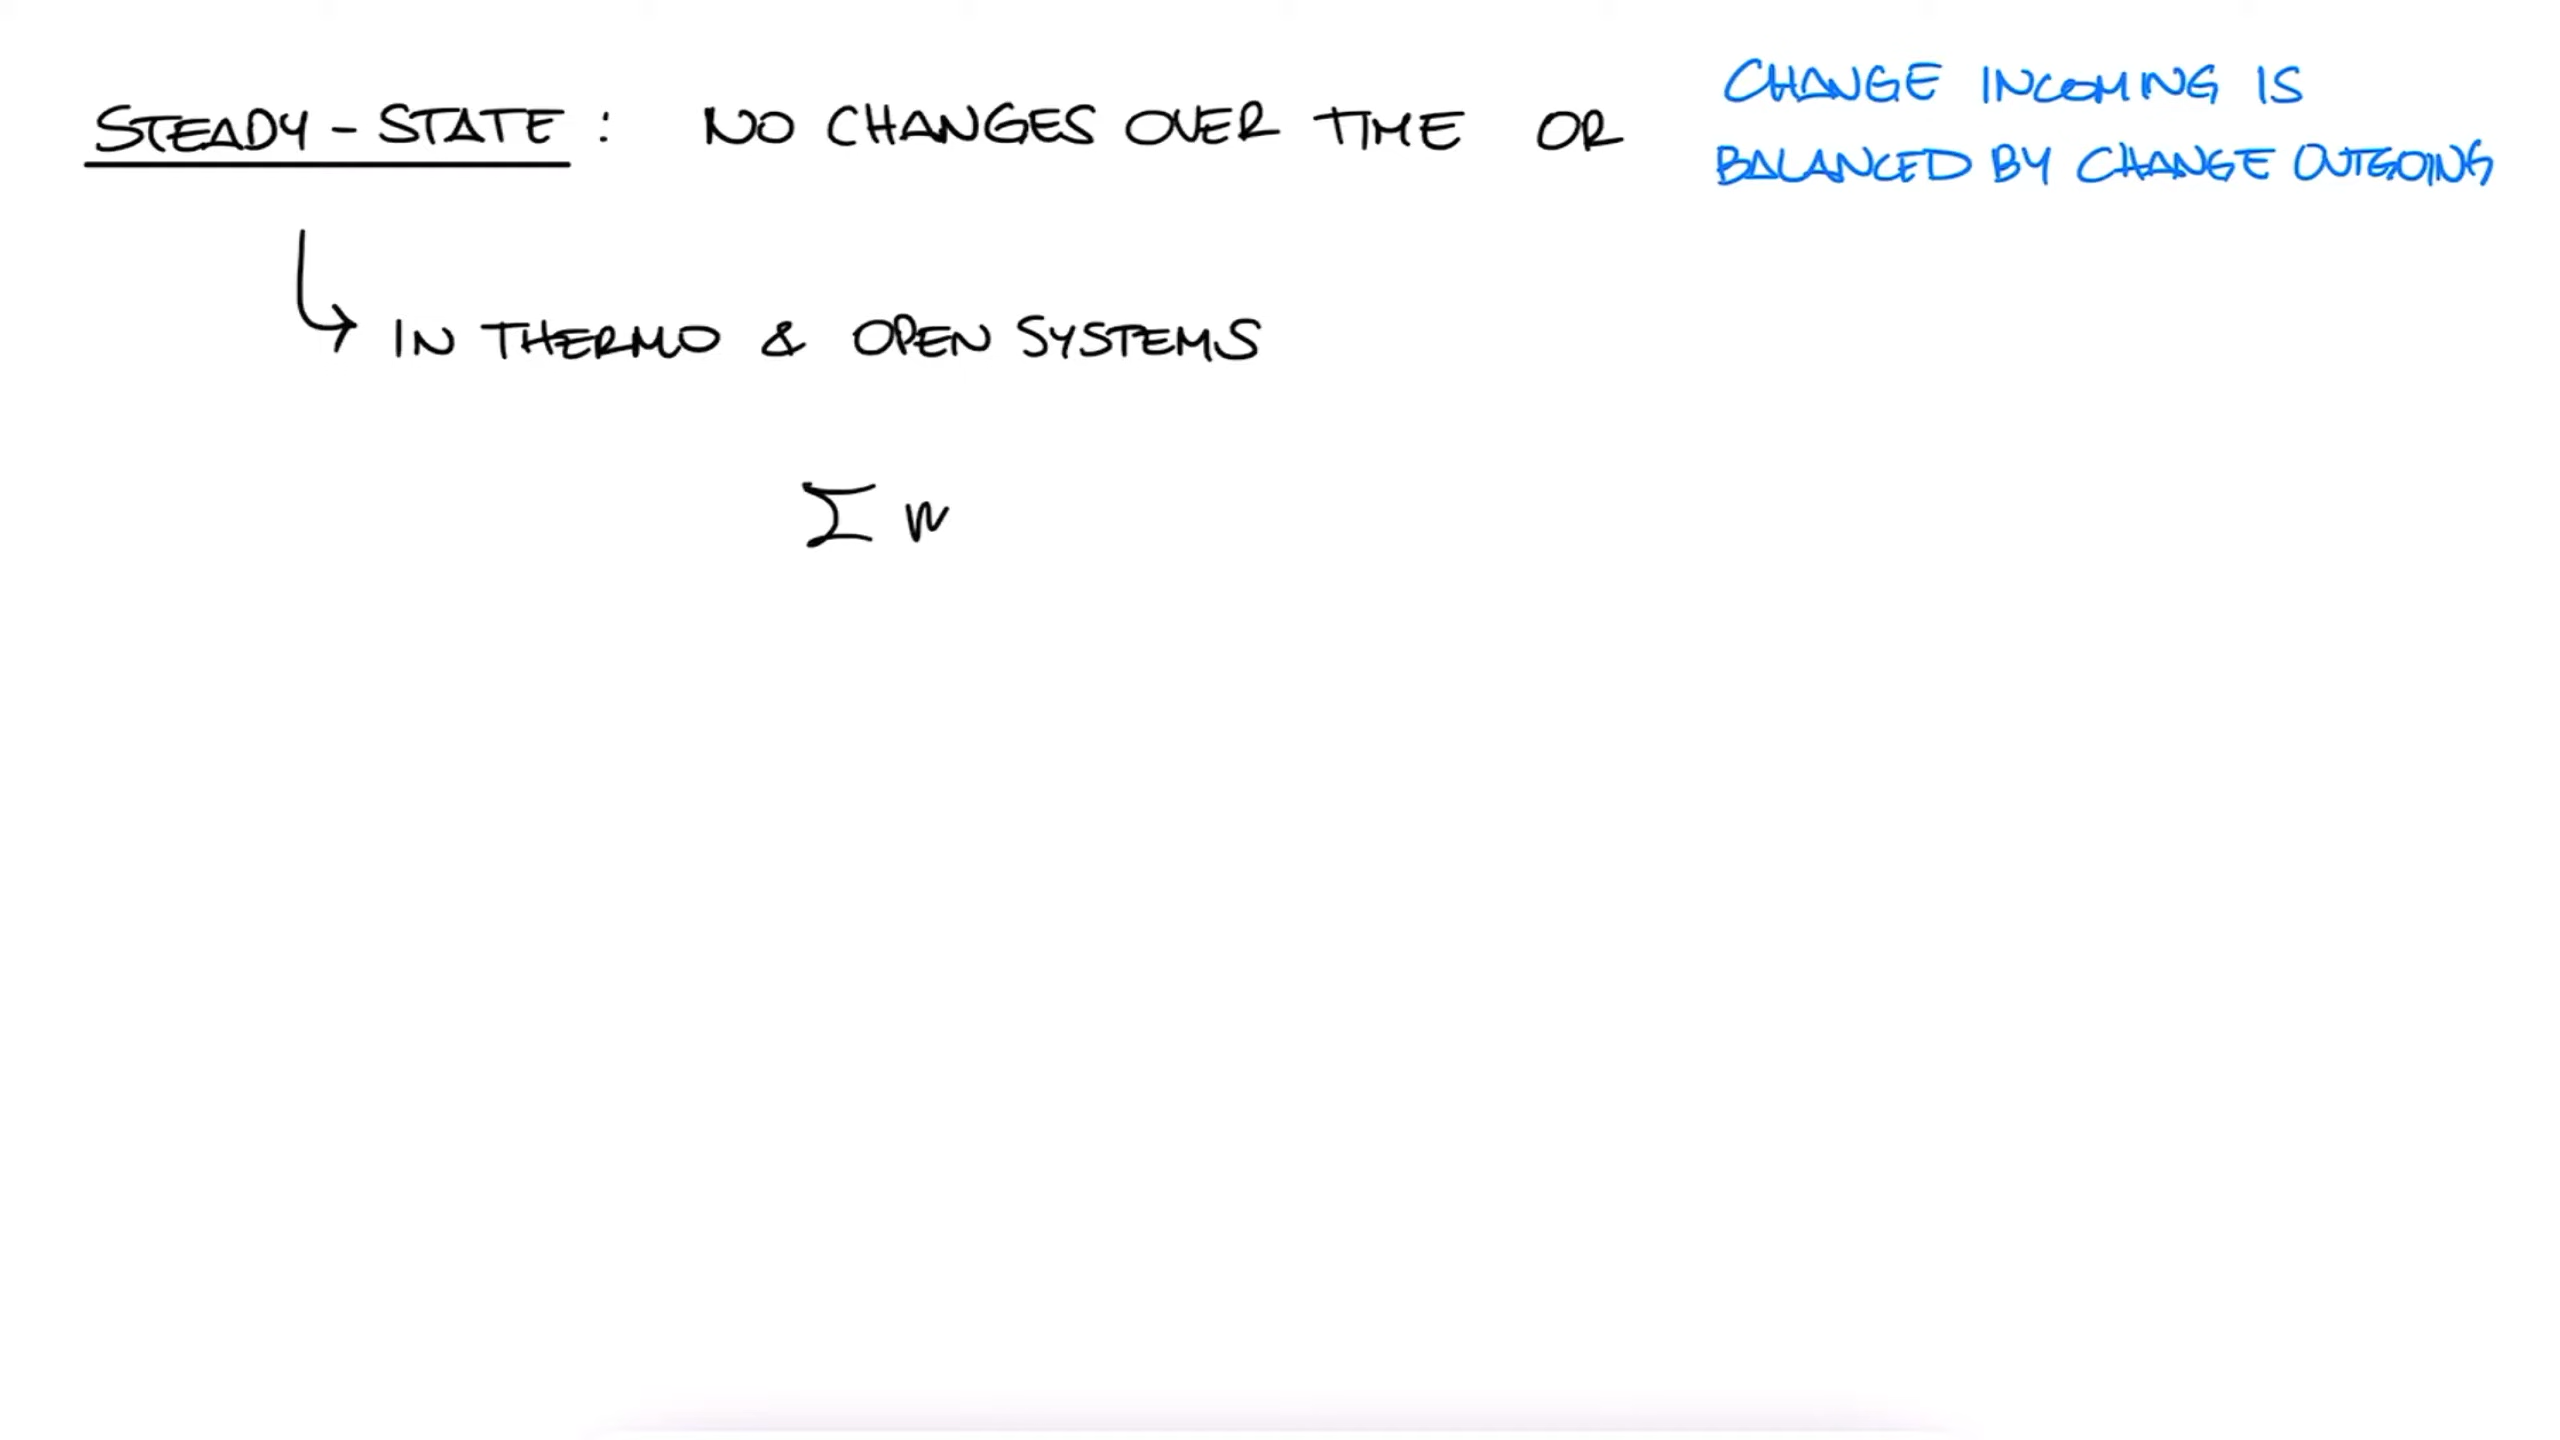 STEADY-STATE: NO CHANGES OVER TIME OR
CHANGE INCOMING IS
BALANCED BY CHANGE OUTGOING
IN THERMO & OPEN SYSTEMS
Σ